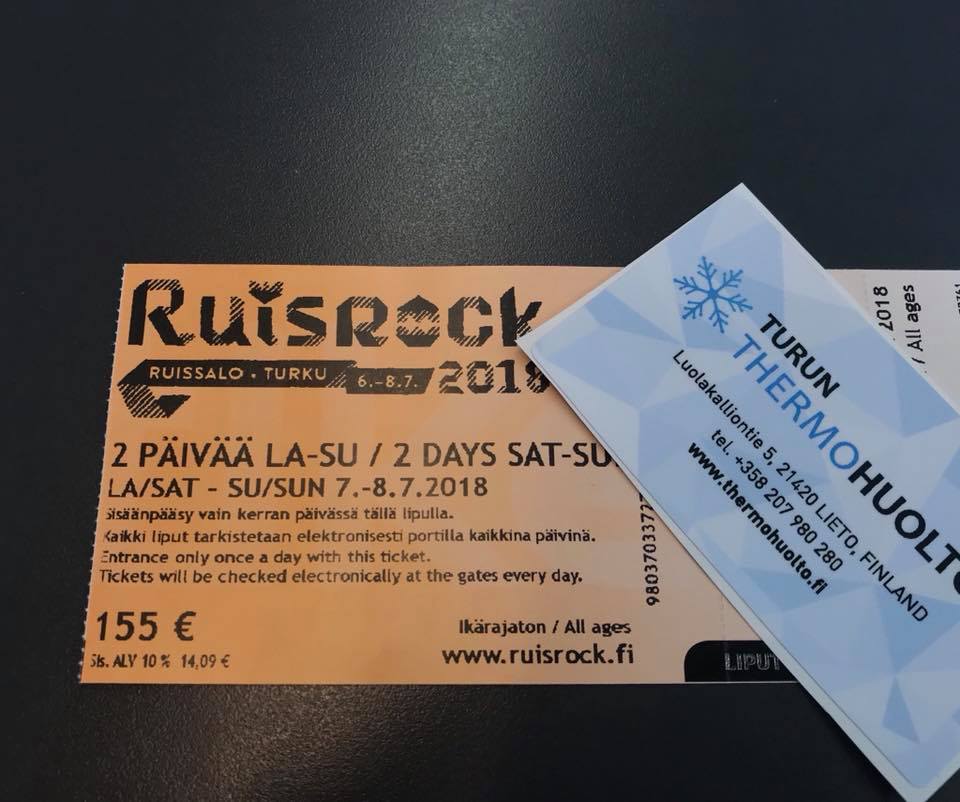 Ruisrock
RUISSALO • TURKU 6.–8.7. 2018
2 PÄIVÄÄ LA-SU / 2 DAYS SAT-SU
LA/SAT - SU/SUN 7.-8.7.2018
Sisäänpääsy vain kerran päivässä tällä lipulla.
Kaikki liput tarkistetaan elektronisesti portilla kaikkina päivinä.
Entrance only once a day with this ticket.
Tickets will be checked electronically at the gates every day.
155 €
Sis. ALV 10 % 14,09 €
Ikärajaton / All ages
www.ruisrock.fi
LIPUT
2018
/ All ages
TURUN
THERMOHUOLTO
Luolakalliontie 5, 21420 LIETO, FINLAND
tel. +358 207 980 280
www.thermohuolto.fi